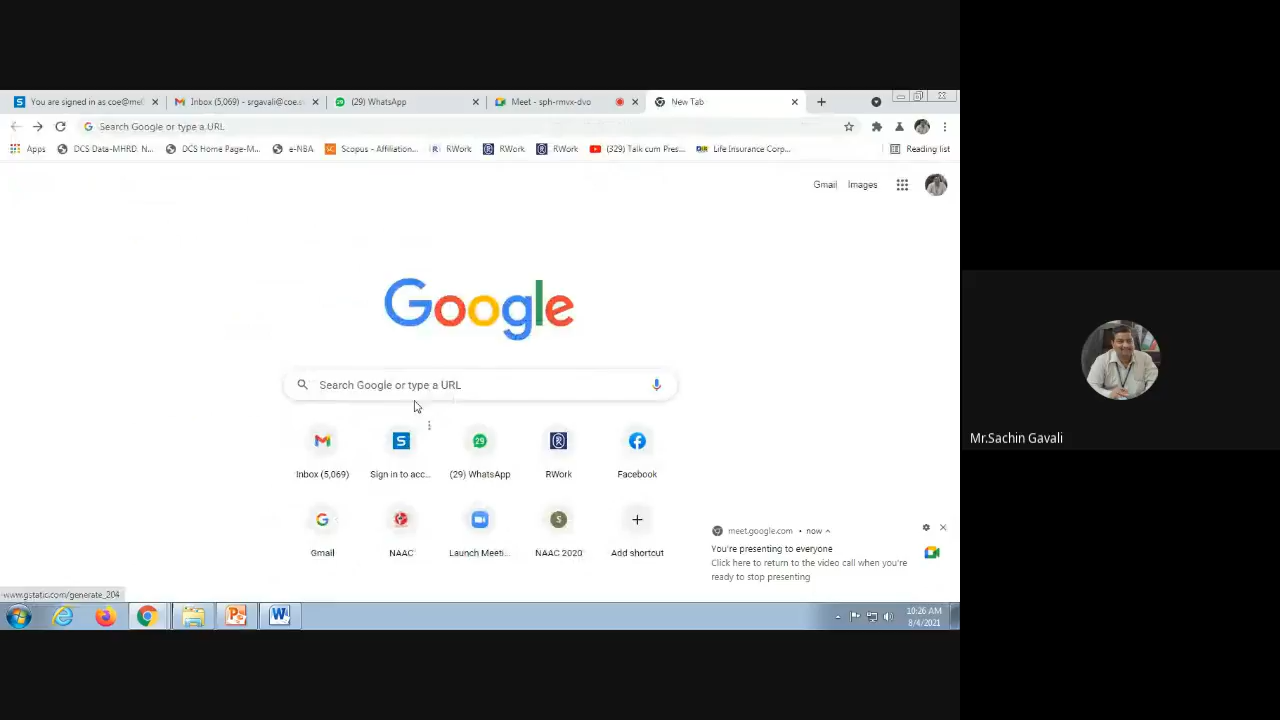 You are signed in as coe@mel
Inbox (5,069) - srgavali@coe.s
(29) WhatsApp
Meet - sph-rmvx-dvo
New Tab
Search Google or type a URL
Apps
DCS Data-MHRD, N...
DCS Home Page-M...
e-NBA
Scopus - Affiliation...
RWork
RWork
RWork
(329) Talk cum Pres...
Life Insurance Corp...
Reading list
Gmail
Images
Google
Search Google or type a URL
Inbox (5,069)
Sign in to acc...
(29) WhatsApp
RWork
Facebook
Gmail
NAAC
Launch Meeti...
NAAC 2020
Add shortcut
meet.google.com • now
You're presenting to everyone
Click here to return to the video call when you're
ready to stop presenting
www.gstatic.com/generate_204
10:26 AM
8/4/2021
Mr.Sachin Gavali